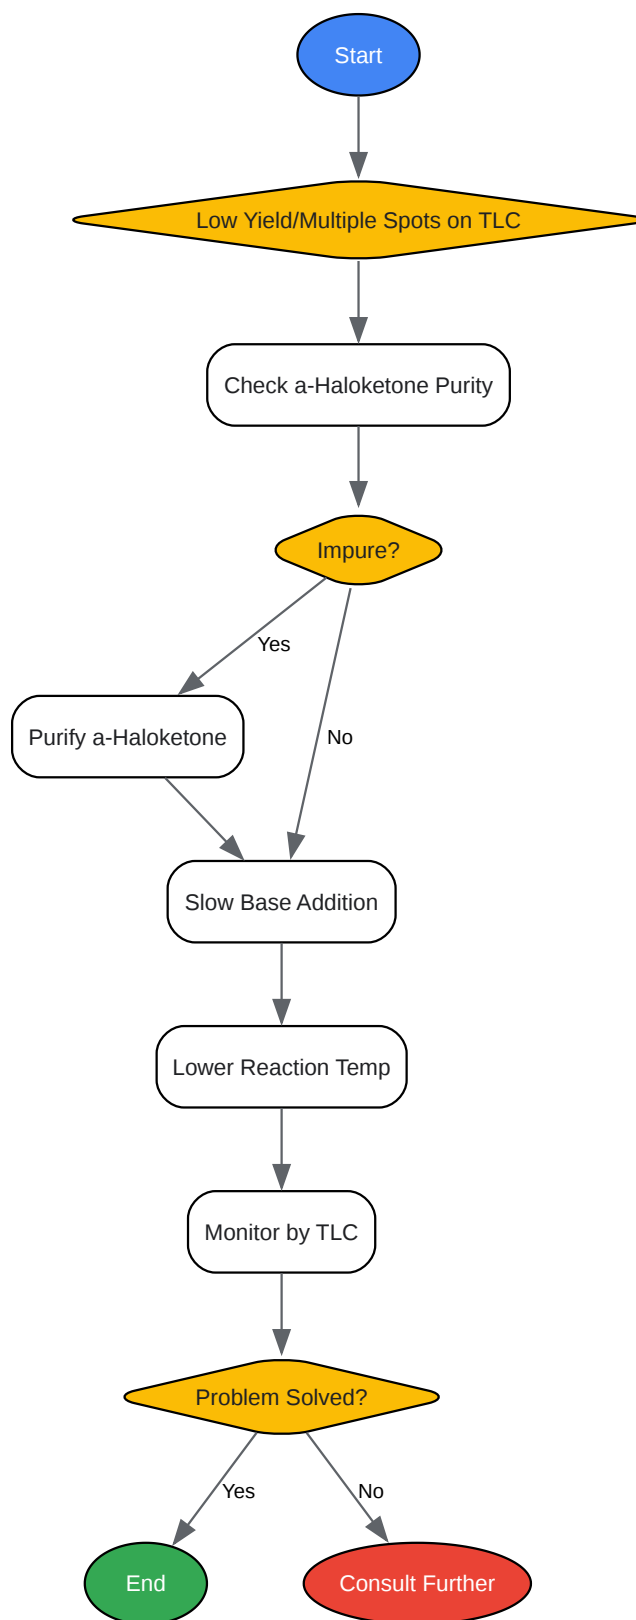 Start
Low Yield/Multiple Spots on TLC
Check a-Haloketone Purity
Impure?
Yes
Purify a-Haloketone
No
Slow Base Addition
Lower Reaction Temp
Monitor by TLC
Problem Solved?
Yes
No
End
Consult Further